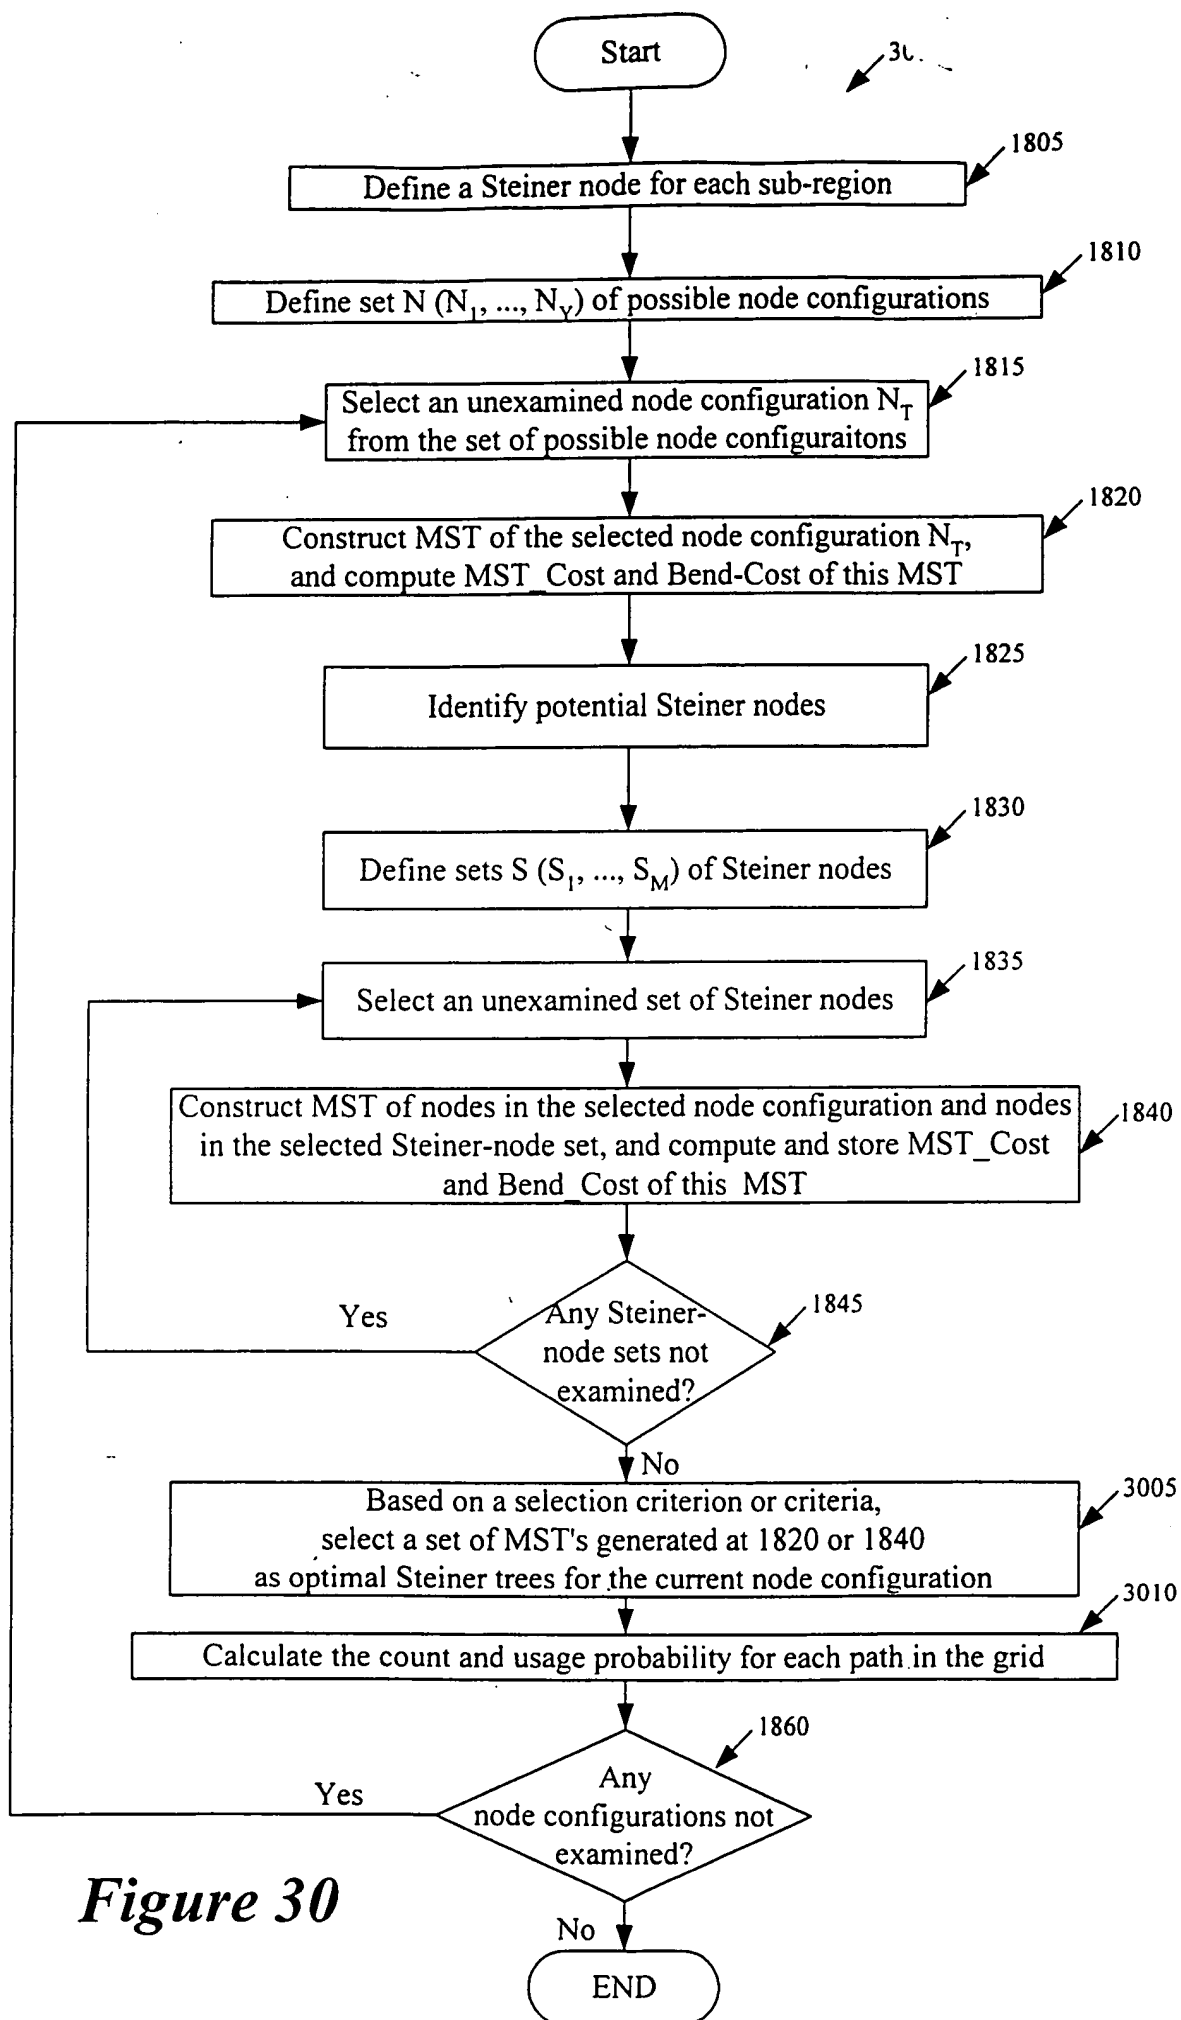 Start
1805
Define a Steiner node for each sub-region
1810
Define set N (N1, ..., NY) of possible node configurations
1815
Select an unexamined node configuration NT
from the set of possible node configuraitons
1820
Construct MST of the selected node configuration NT,
and compute MST_Cost and Bend-Cost of this MST
1825
Identify potential Steiner nodes
1830
Define sets S (S1, ..., SM) of Steiner nodes
1835
Select an unexamined set of Steiner nodes
1840
Construct MST of nodes in the selected node configuration and nodes
in the selected Steiner-node set, and compute and store MST_Cost
and Bend_Cost of this MST
1845
Any Steiner-
node sets not
examined?
Yes
No
3005
Based on a selection criterion or criteria,
select a set of MST's generated at 1820 or 1840
as optimal Steiner trees for the current node configuration
3010
Calculate the count and usage probability for each path in the grid
1860
Any
node configurations not
examined?
Yes
No
END
Figure 30